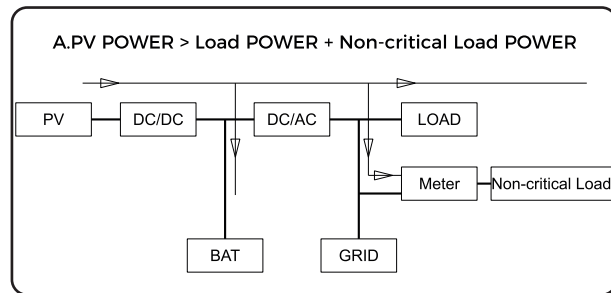 A.PV POWER > Load POWER + Non-critical Load POWER
PV
DC/DC
DC/AC
LOAD
Meter
Non-critical Load
BAT
GRID